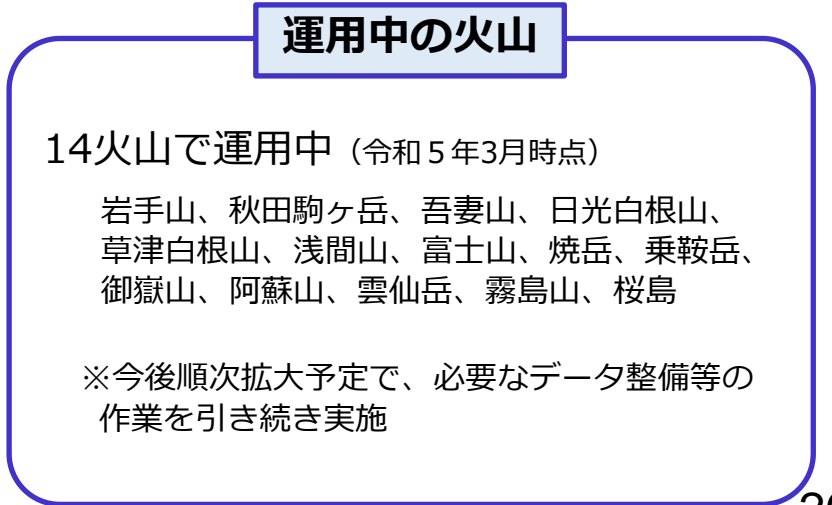 運用中の火山
14火山で運用中（令和５年3月時点）
岩手山、秋田駒ヶ岳、吾妻山、日光白根山、
草津白根山、浅間山、富士山、焼岳、乗鞍岳、
御嶽山、阿蘇山、雲仙岳、霧島山、桜島
※今後順次拡大予定で、必要なデータ整備等の
作業を引き続き実施